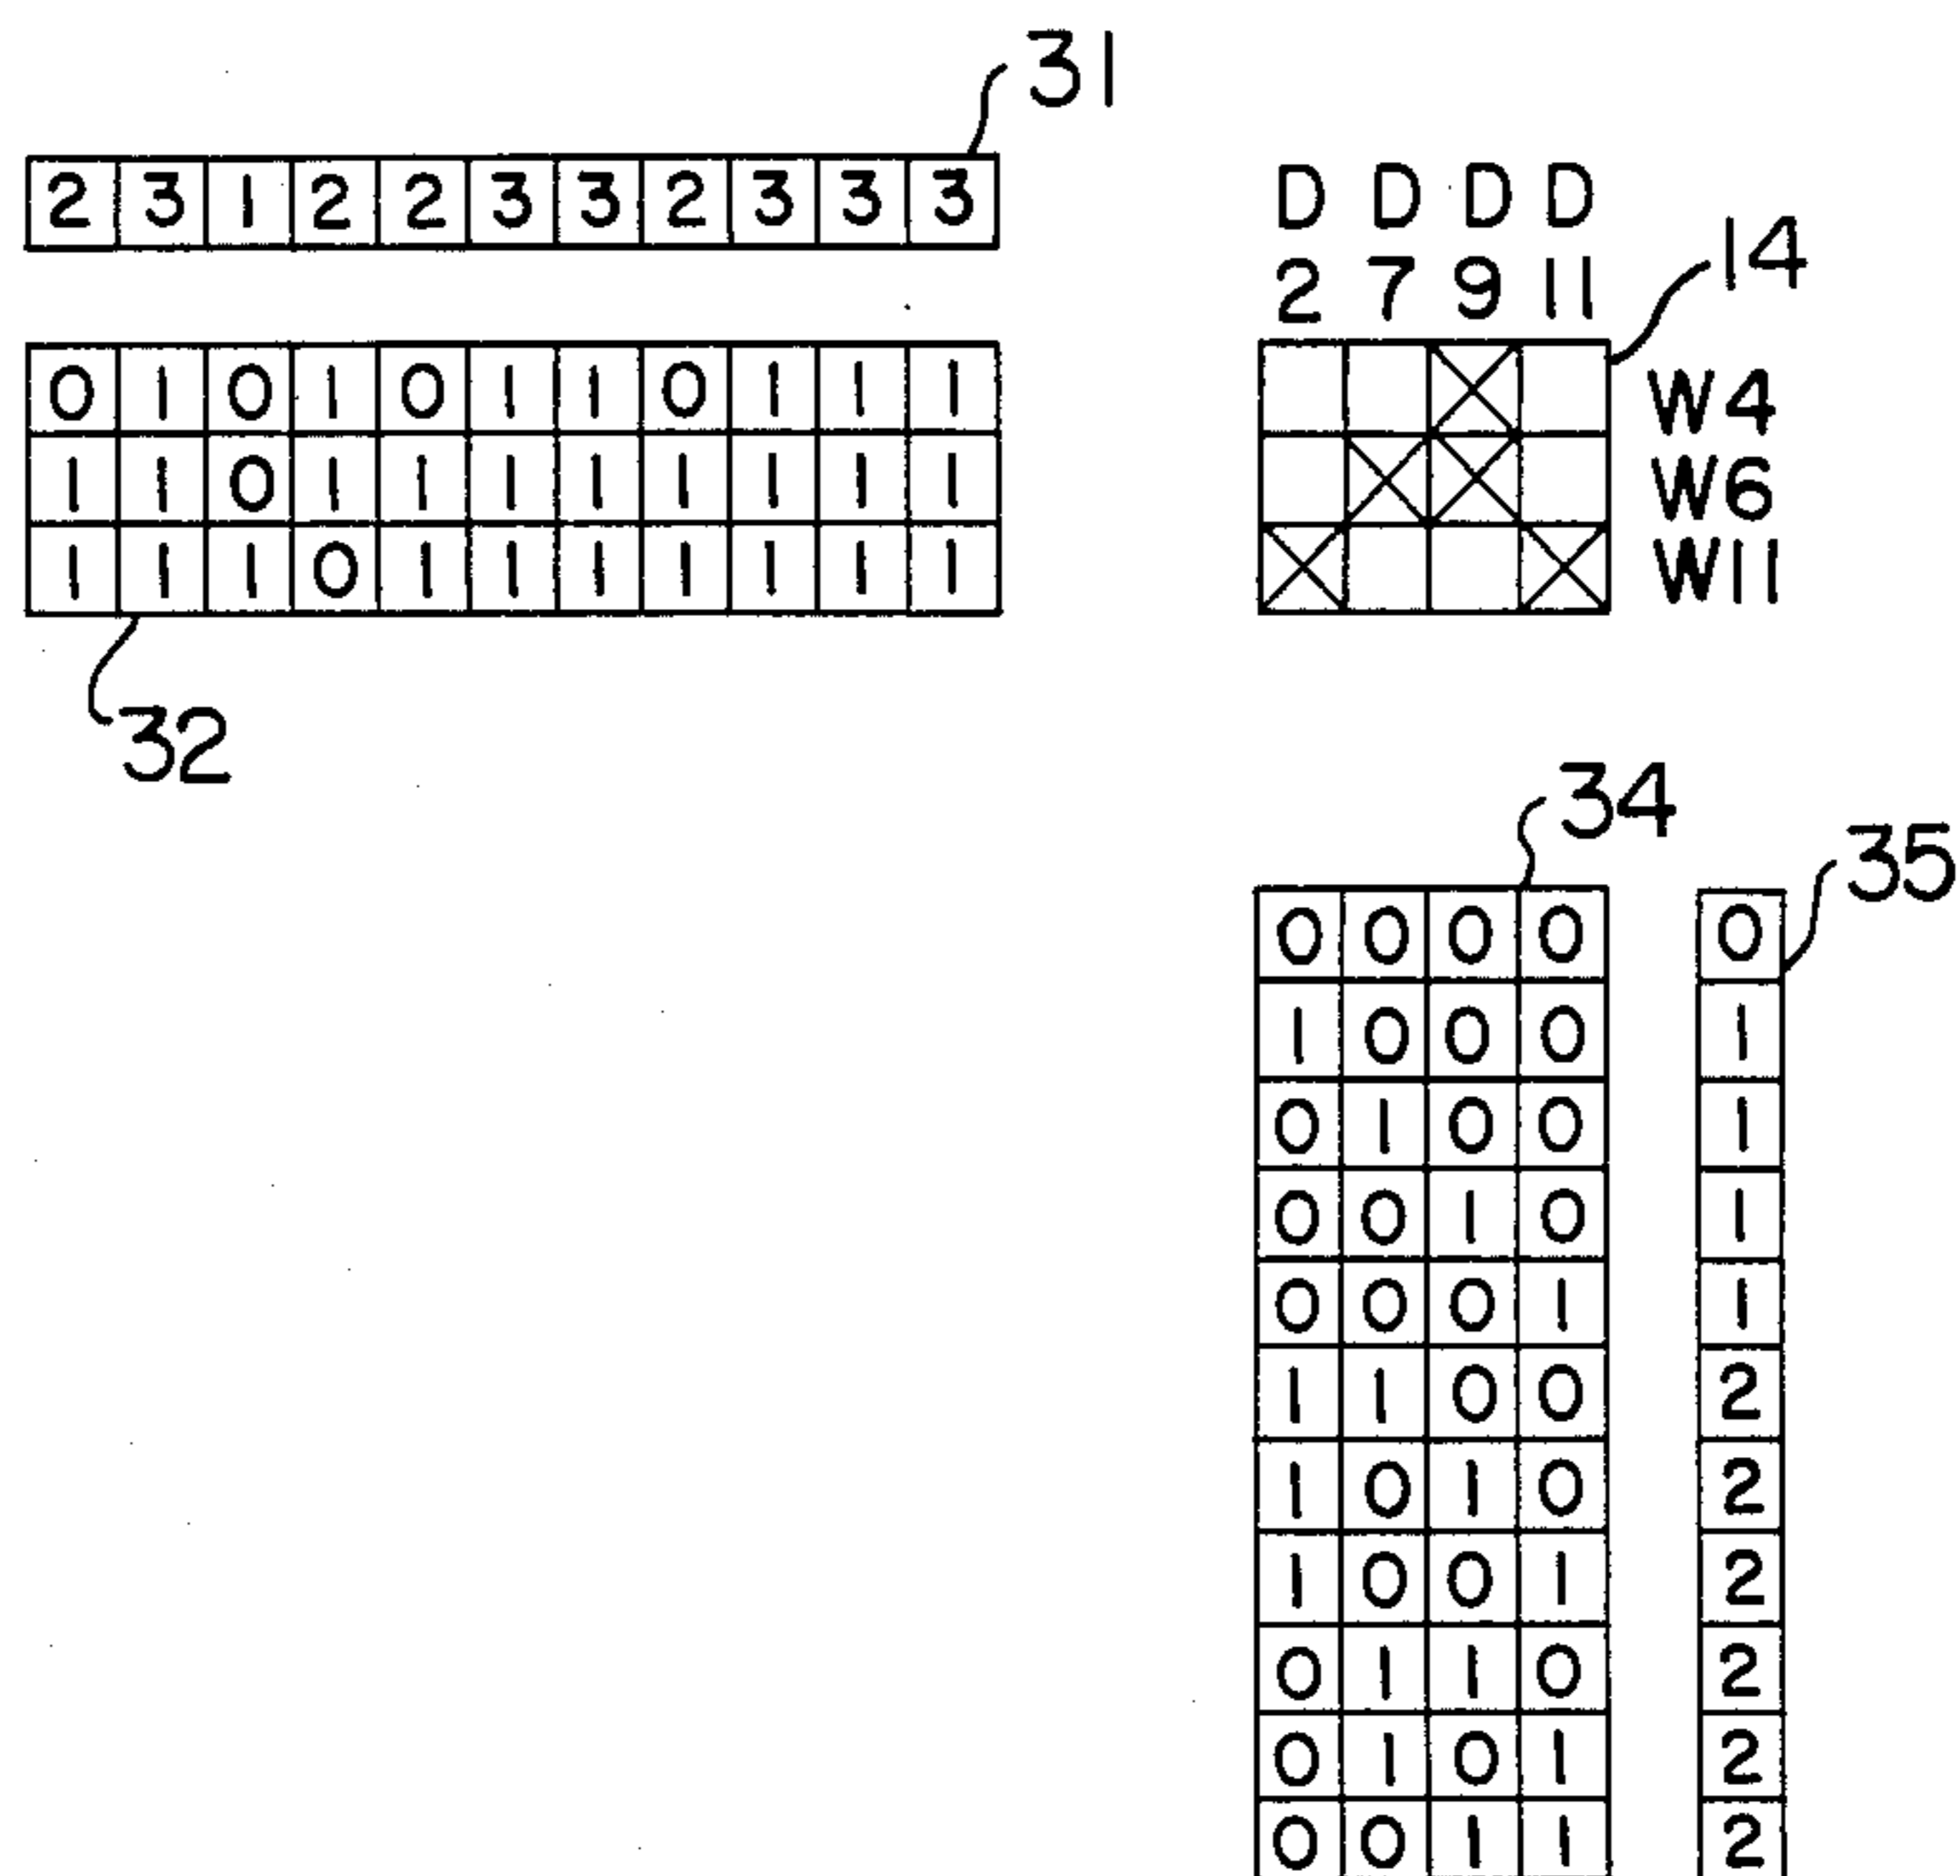 31
2 3 1 2 2 3 3 2 3 3 3
D D D D
2 7 9 11
14
0 1 0 1 0 1 1 0 1 1 1
W4
1 1 0 1 1 1 1 1 1 1 1
W6
1 1 1 0 1 1 1 1 1 1 1
W11
32
34
35
0 0 0 0 0
1 0 0 0 1
0 1 0 0 1
0 0 1 0 1
0 0 0 1 1
1 1 0 0 2
1 0 1 0 2
1 0 0 1 2
0 1 1 0 2
0 1 0 1 2
0 0 1 1 2